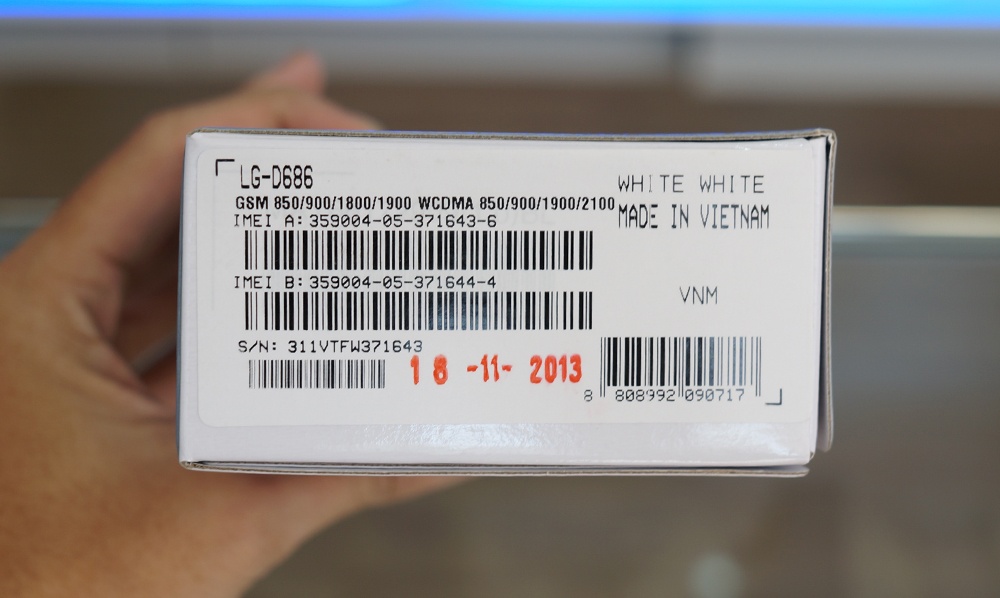 LG-D686
WHITE WHITE
GSM 850/900/1800/1900 WCDMA 850/900/1900/2100
MADE IN VIETNAM
IMEI A: 359004-05-371643-6
IMEI B: 359004-05-371644-4
VNM
S/N: 311VTFW371643
18 -11- 2013
8 808992 090717